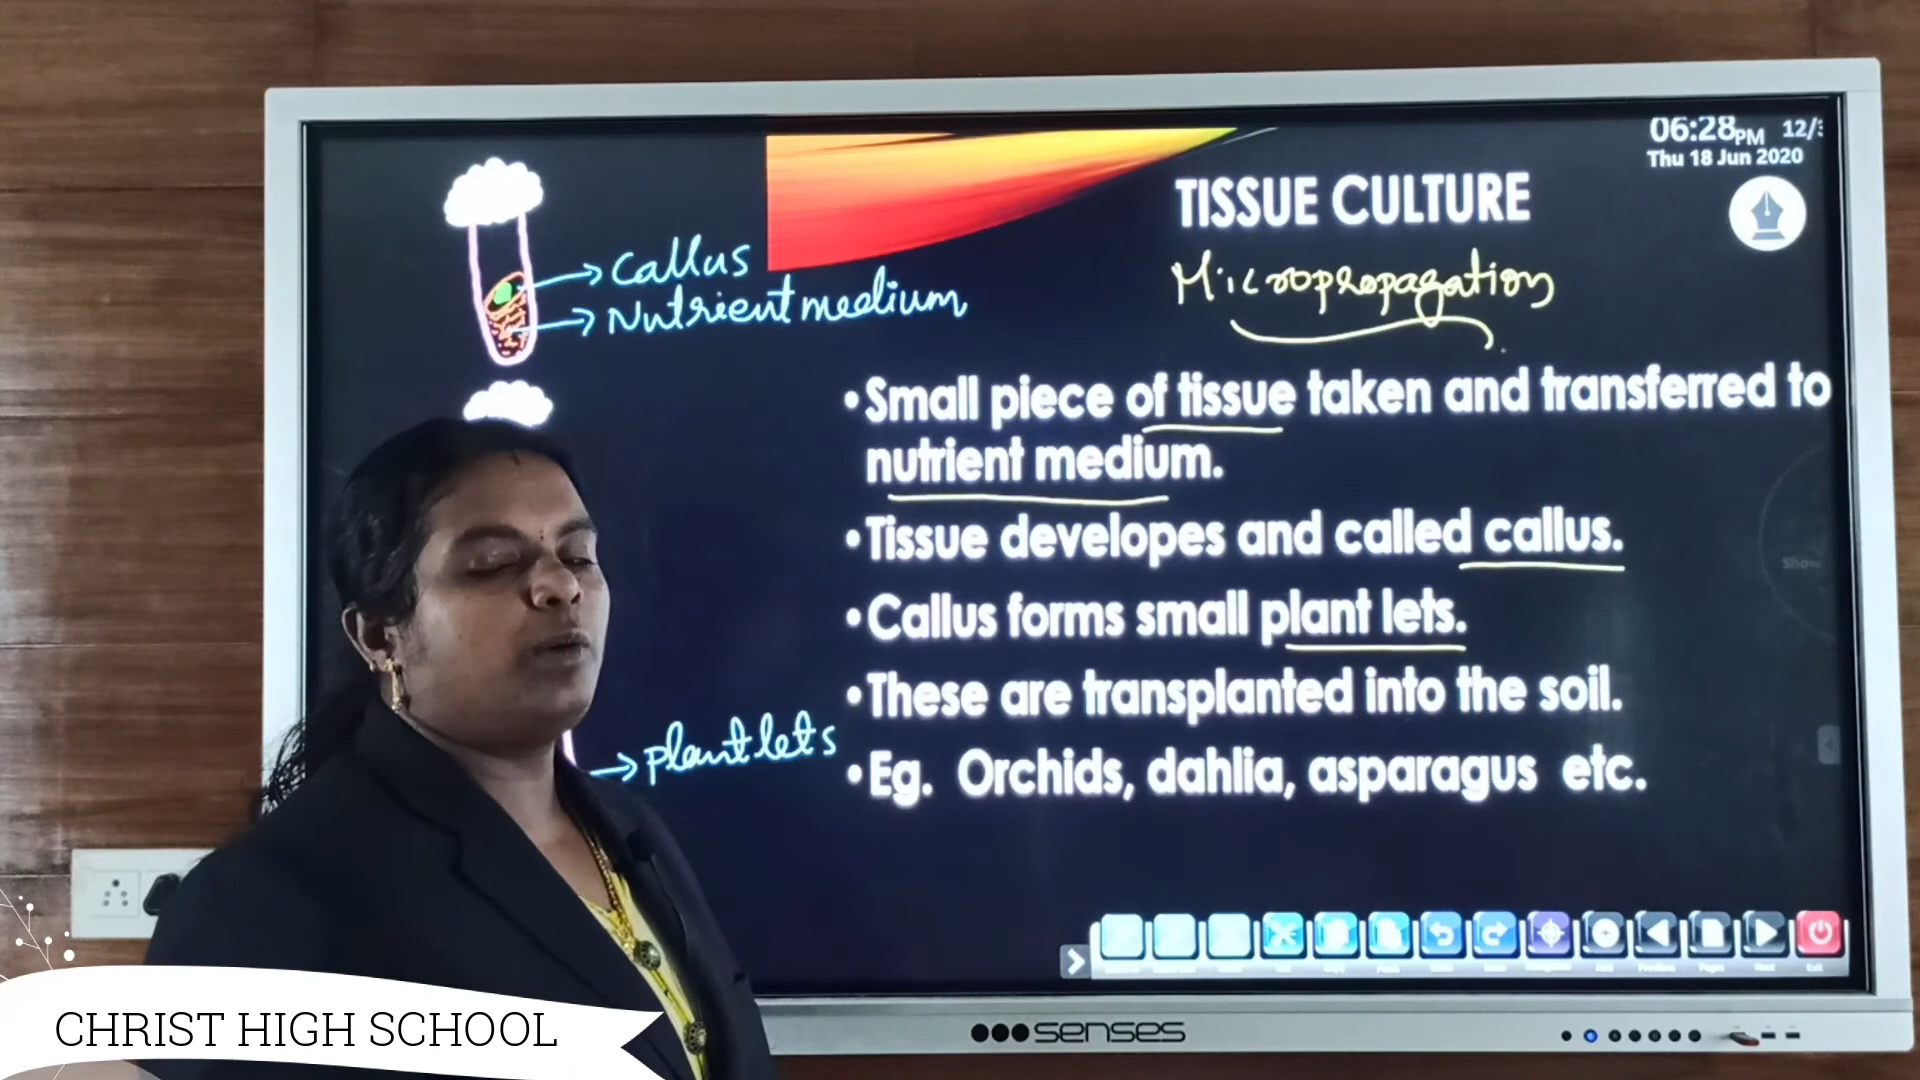 06:28PM 12/
Thu 18 Jun 2020
TISSUE CULTURE
Micropropagation
Callus
Nutrient medium
•Small piece of tissue taken and transferred to
nutrient medium.
•Tissue developes and called callus.
•Callus forms small plant lets.
•These are transplanted into the soil.
•Eg. Orchids, dahlia, asparagus etc.
plantlets
Show
Exit
senses
CHRIST HIGH SCHOOL